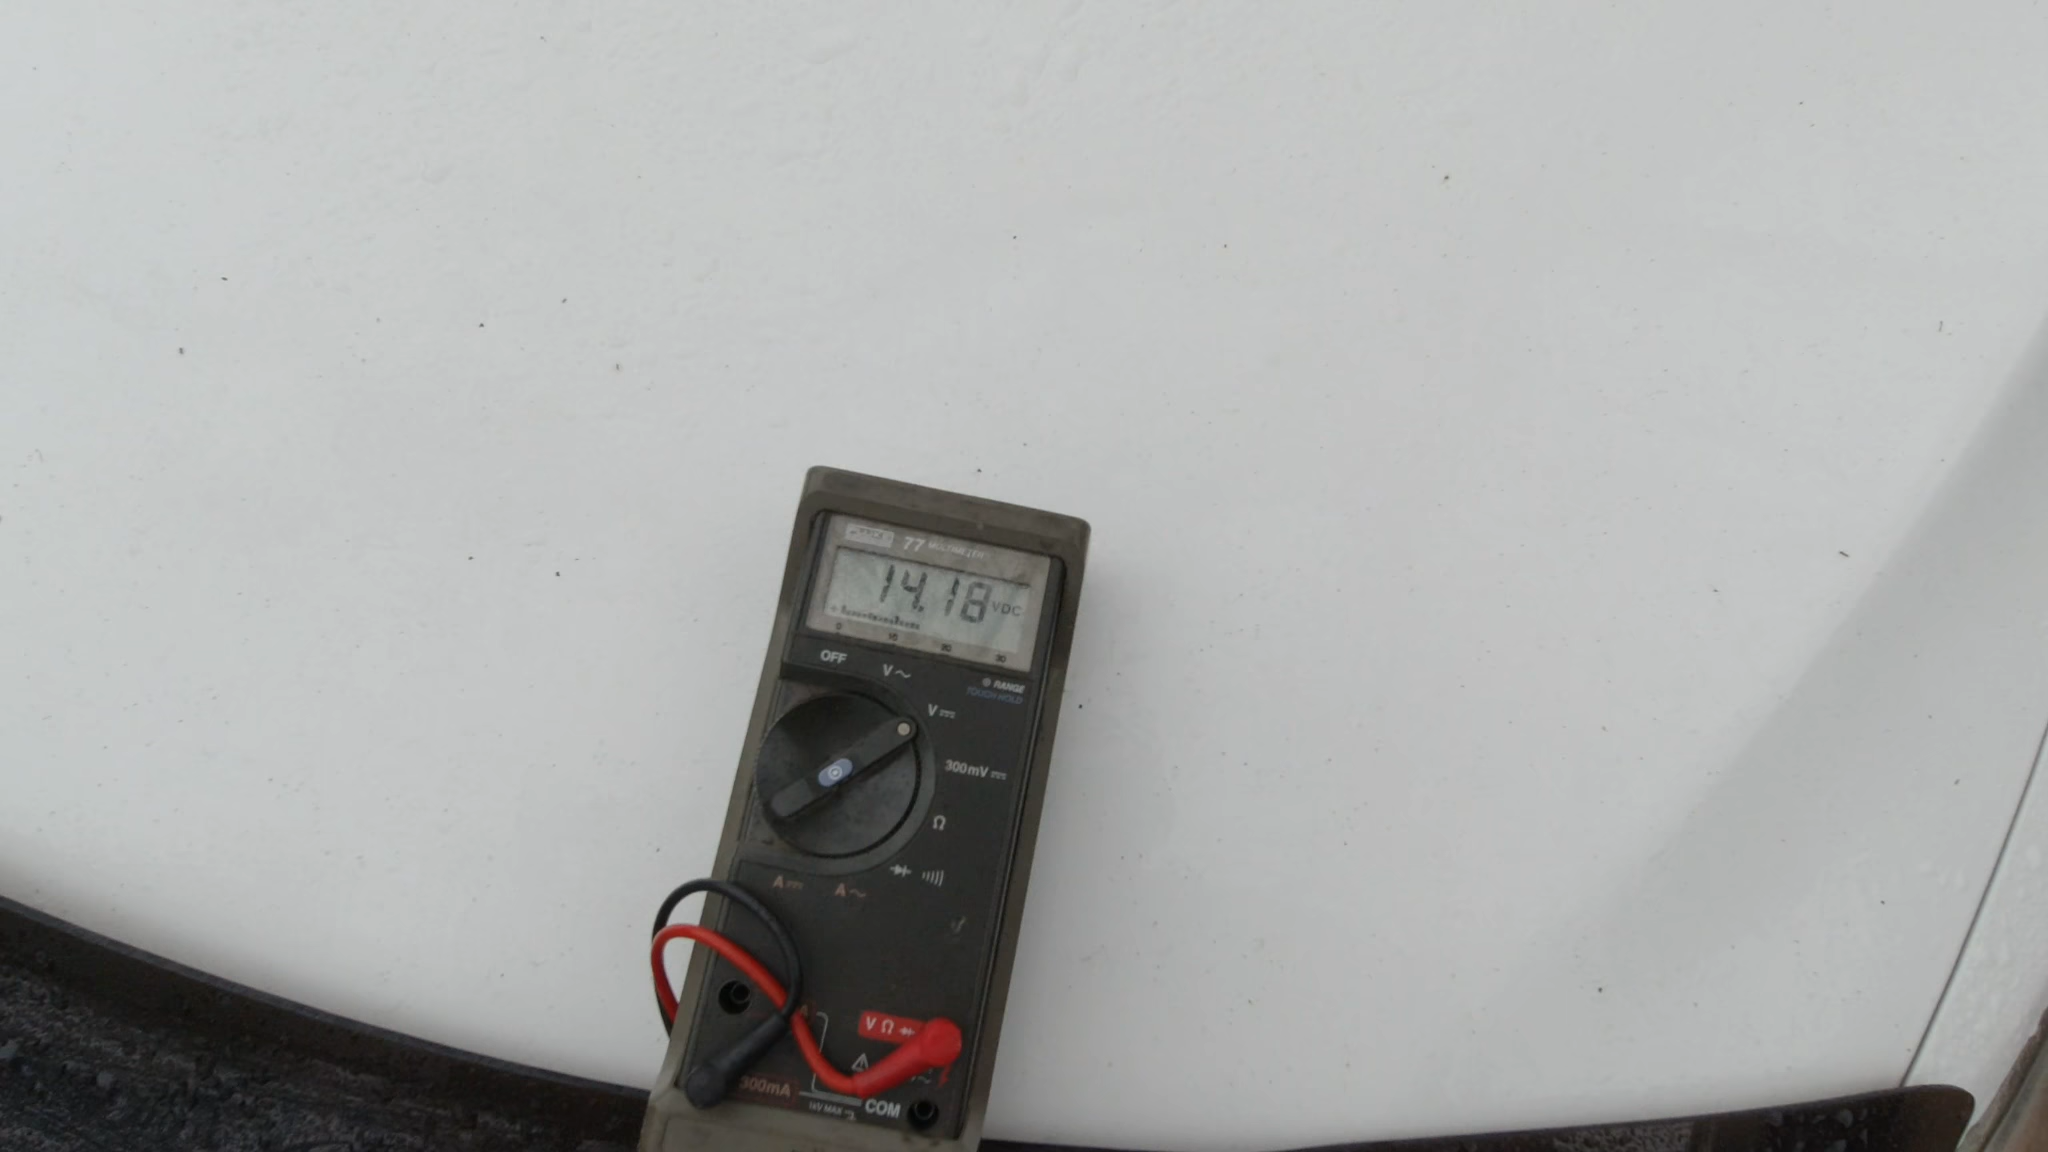 77 MULTIMETER
14.18 VDC
0 10 20 30
OFF
V~
RANGE
TOUCH HOLD
V⎓
300mV⎓
Ω
A⎓
A~
A
VΩ
300mA
COM